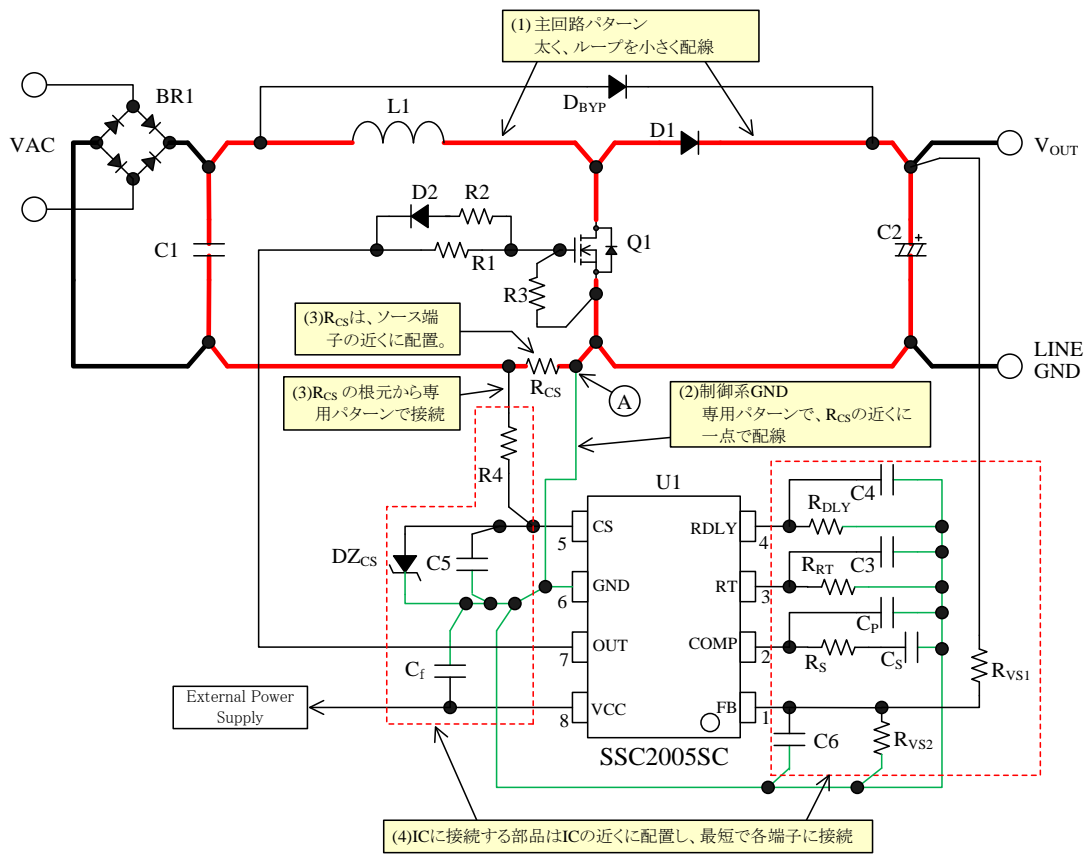 (1) 主回路パターン
太く、ループを小さく配線
BR1
VAC
L1
DBYP
D1
VOUT
C1
D2
R2
R1
Q1
R3
C2
+
(3)RCSは、ソース端
子の近くに配置。
RCS
A
LINE
GND
(3)RCS の根元から専
用パターンで接続
(2)制御系GND
専用パターンで、RCSの近くに
一点で配線
R4
U1
C4
RDLY
CS
RDLY
5
4
DZCS
C5
C3
RRT
GND
RT
6
3
CP
OUT
COMP
7
2
RS
CS
Cf
RVS1
External Power
Supply
VCC
FB
8
1
C6
RVS2
SSC2005SC
(4)ICに接続する部品はICの近くに配置し、最短で各端子に接続